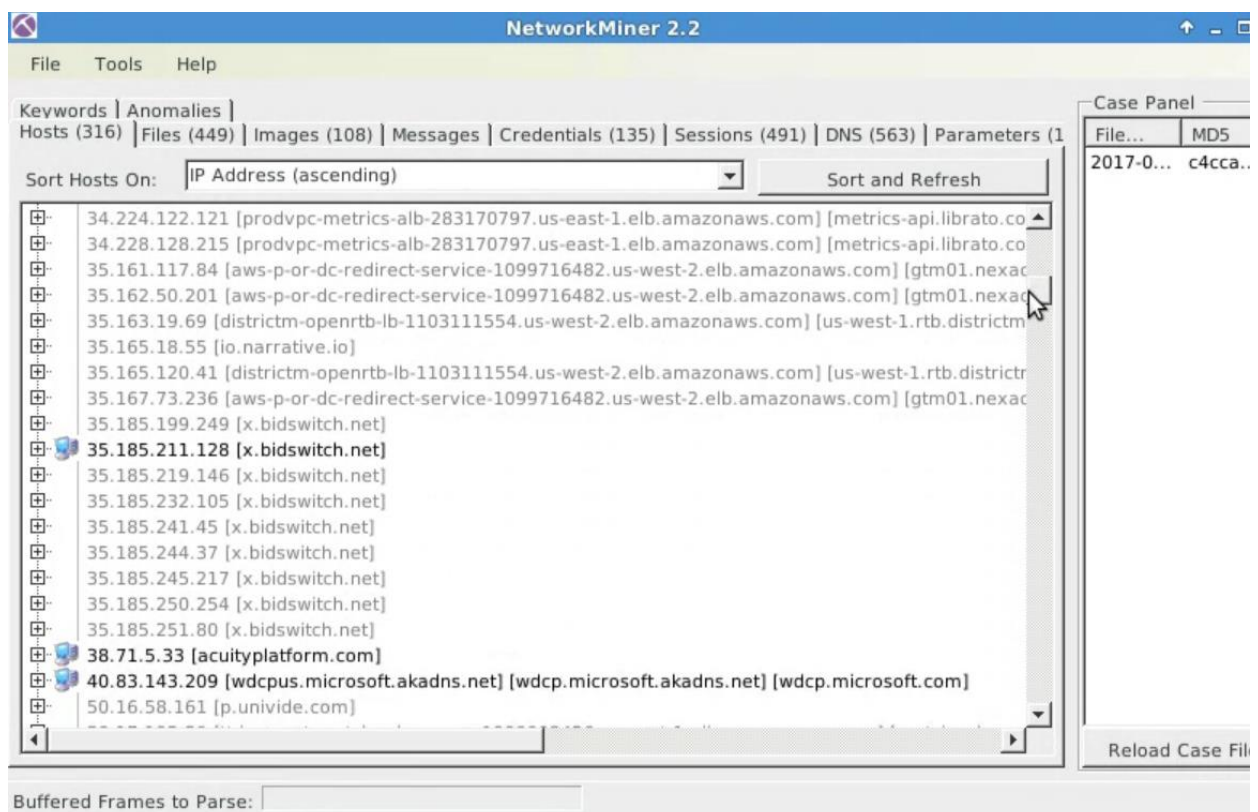 NetworkMiner 2.2
File Tools Help
Keywords Anomalies
Hosts (316) Files (449) Images (108) Messages Credentials (135) Sessions (491) DNS (563) Parameters (1
Sort Hosts On: IP Address (ascending) Sort and Refresh
34.224.122.121 [prodvpc-metrics-alb-283170797.us-east-1.elb.amazonaws.com] [metrics-api.librato.co
34.228.128.215 [prodvpc-metrics-alb-283170797.us-east-1.elb.amazonaws.com] [metrics-api.librato.co
35.161.117.84 [aws-p-or-dc-redirect-service-1099716482.us-west-2.elb.amazonaws.com] [gtm01.nexac
35.162.50.201 [aws-p-or-dc-redirect-service-1099716482.us-west-2.elb.amazonaws.com] [gtm01.nexac
35.163.19.69 [districtm-openrtb-lb-1103111554.us-west-2.elb.amazonaws.com] [us-west-1.rtb.districtm
35.165.18.55 [io.narrative.io]
35.165.120.41 [districtm-openrtb-lb-1103111554.us-west-2.elb.amazonaws.com] [us-west-1.rtb.districtr
35.167.73.236 [aws-p-or-dc-redirect-service-1099716482.us-west-2.elb.amazonaws.com] [gtm01.nexac
35.185.199.249 [x.bidswitch.net]
35.185.211.128 [x.bidswitch.net]
35.185.219.146 [x.bidswitch.net]
35.185.232.105 [x.bidswitch.net]
35.185.241.45 [x.bidswitch.net]
35.185.244.37 [x.bidswitch.net]
35.185.245.217 [x.bidswitch.net]
35.185.250.254 [x.bidswitch.net]
35.185.251.80 [x.bidswitch.net]
38.71.5.33 [acuityplatform.com]
40.83.143.209 [wdcpus.microsoft.akadns.net] [wdcp.microsoft.akadns.net] [wdcp.microsoft.com]
50.16.58.161 [p.univide.com]
Case Panel
File... MD5
2017-0... c4cca...
Reload Case Fil
Buffered Frames to Parse: